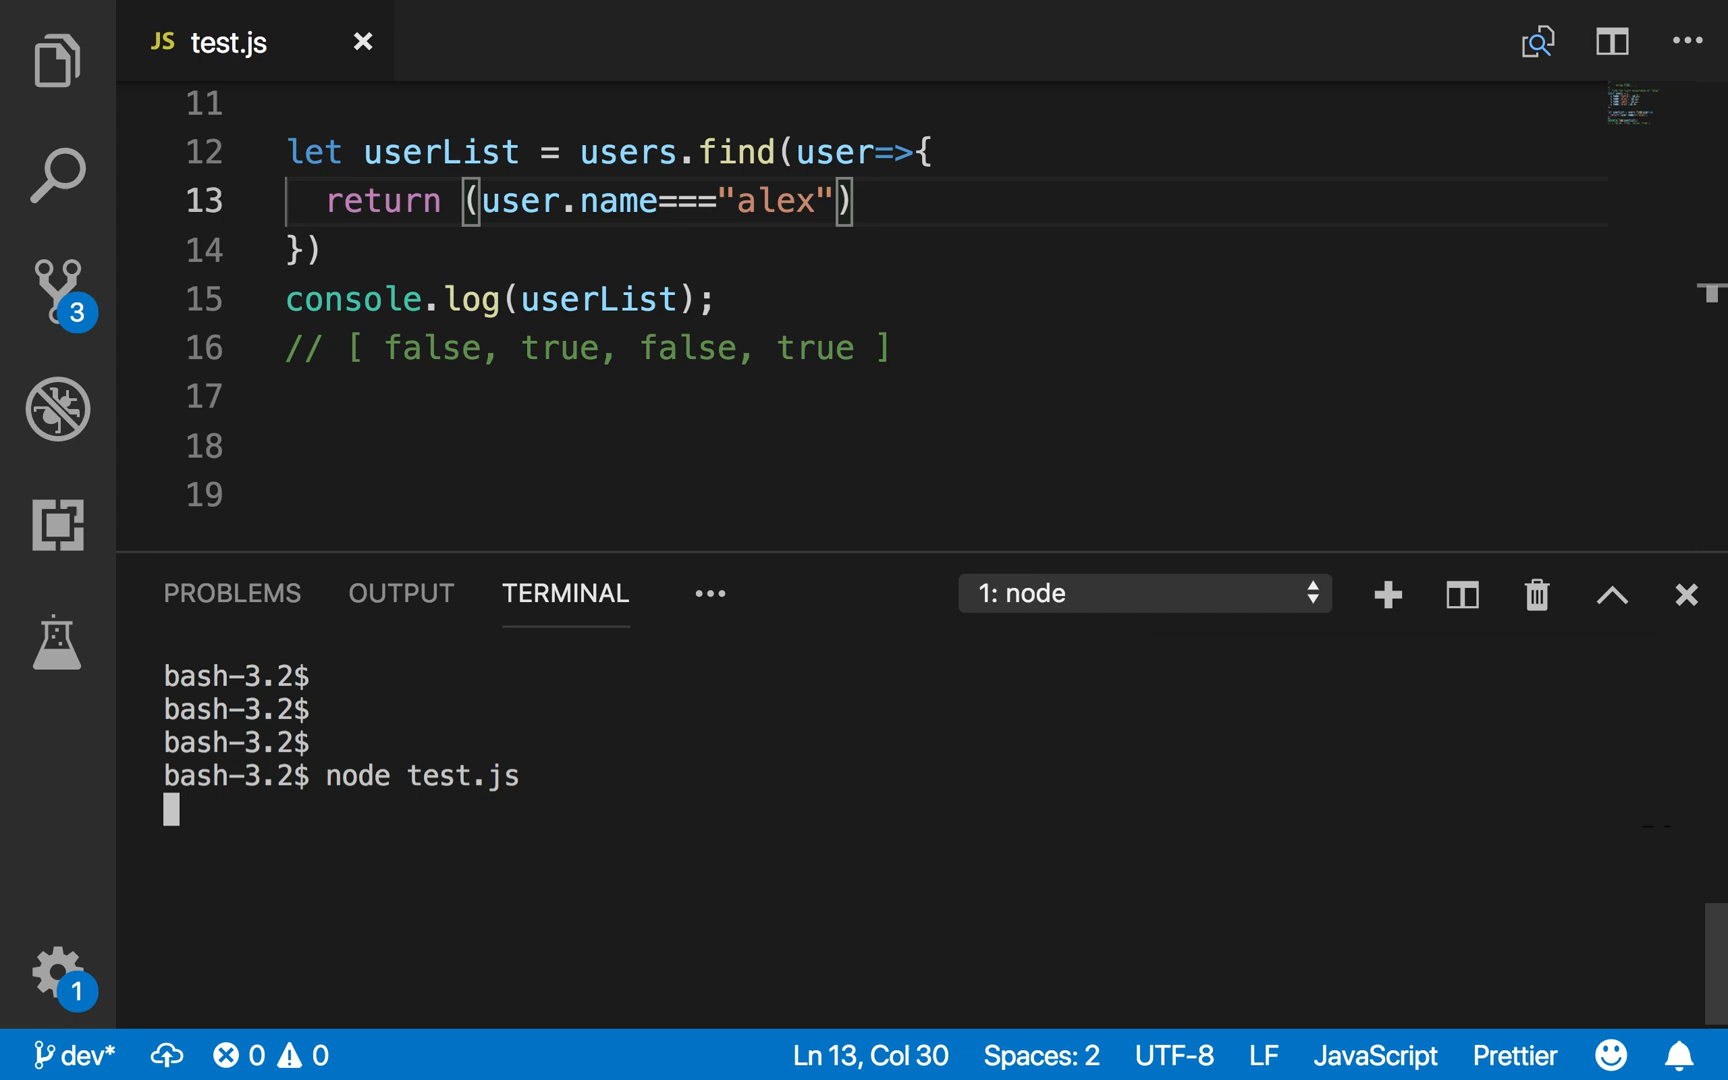 JS test.js
11
12 let userList = users.find(user=>{
13 return (user.name==="alex")
14 })
15 console.log(userList);
16 // [ false, true, false, true ]
17
18
19
3
PROBLEMS OUTPUT TERMINAL 1: node
bash-3.2$
bash-3.2$
bash-3.2$
bash-3.2$ node test.js
1
dev* 0 0 Ln 13, Col 30 Spaces: 2 UTF-8 LF JavaScript Prettier